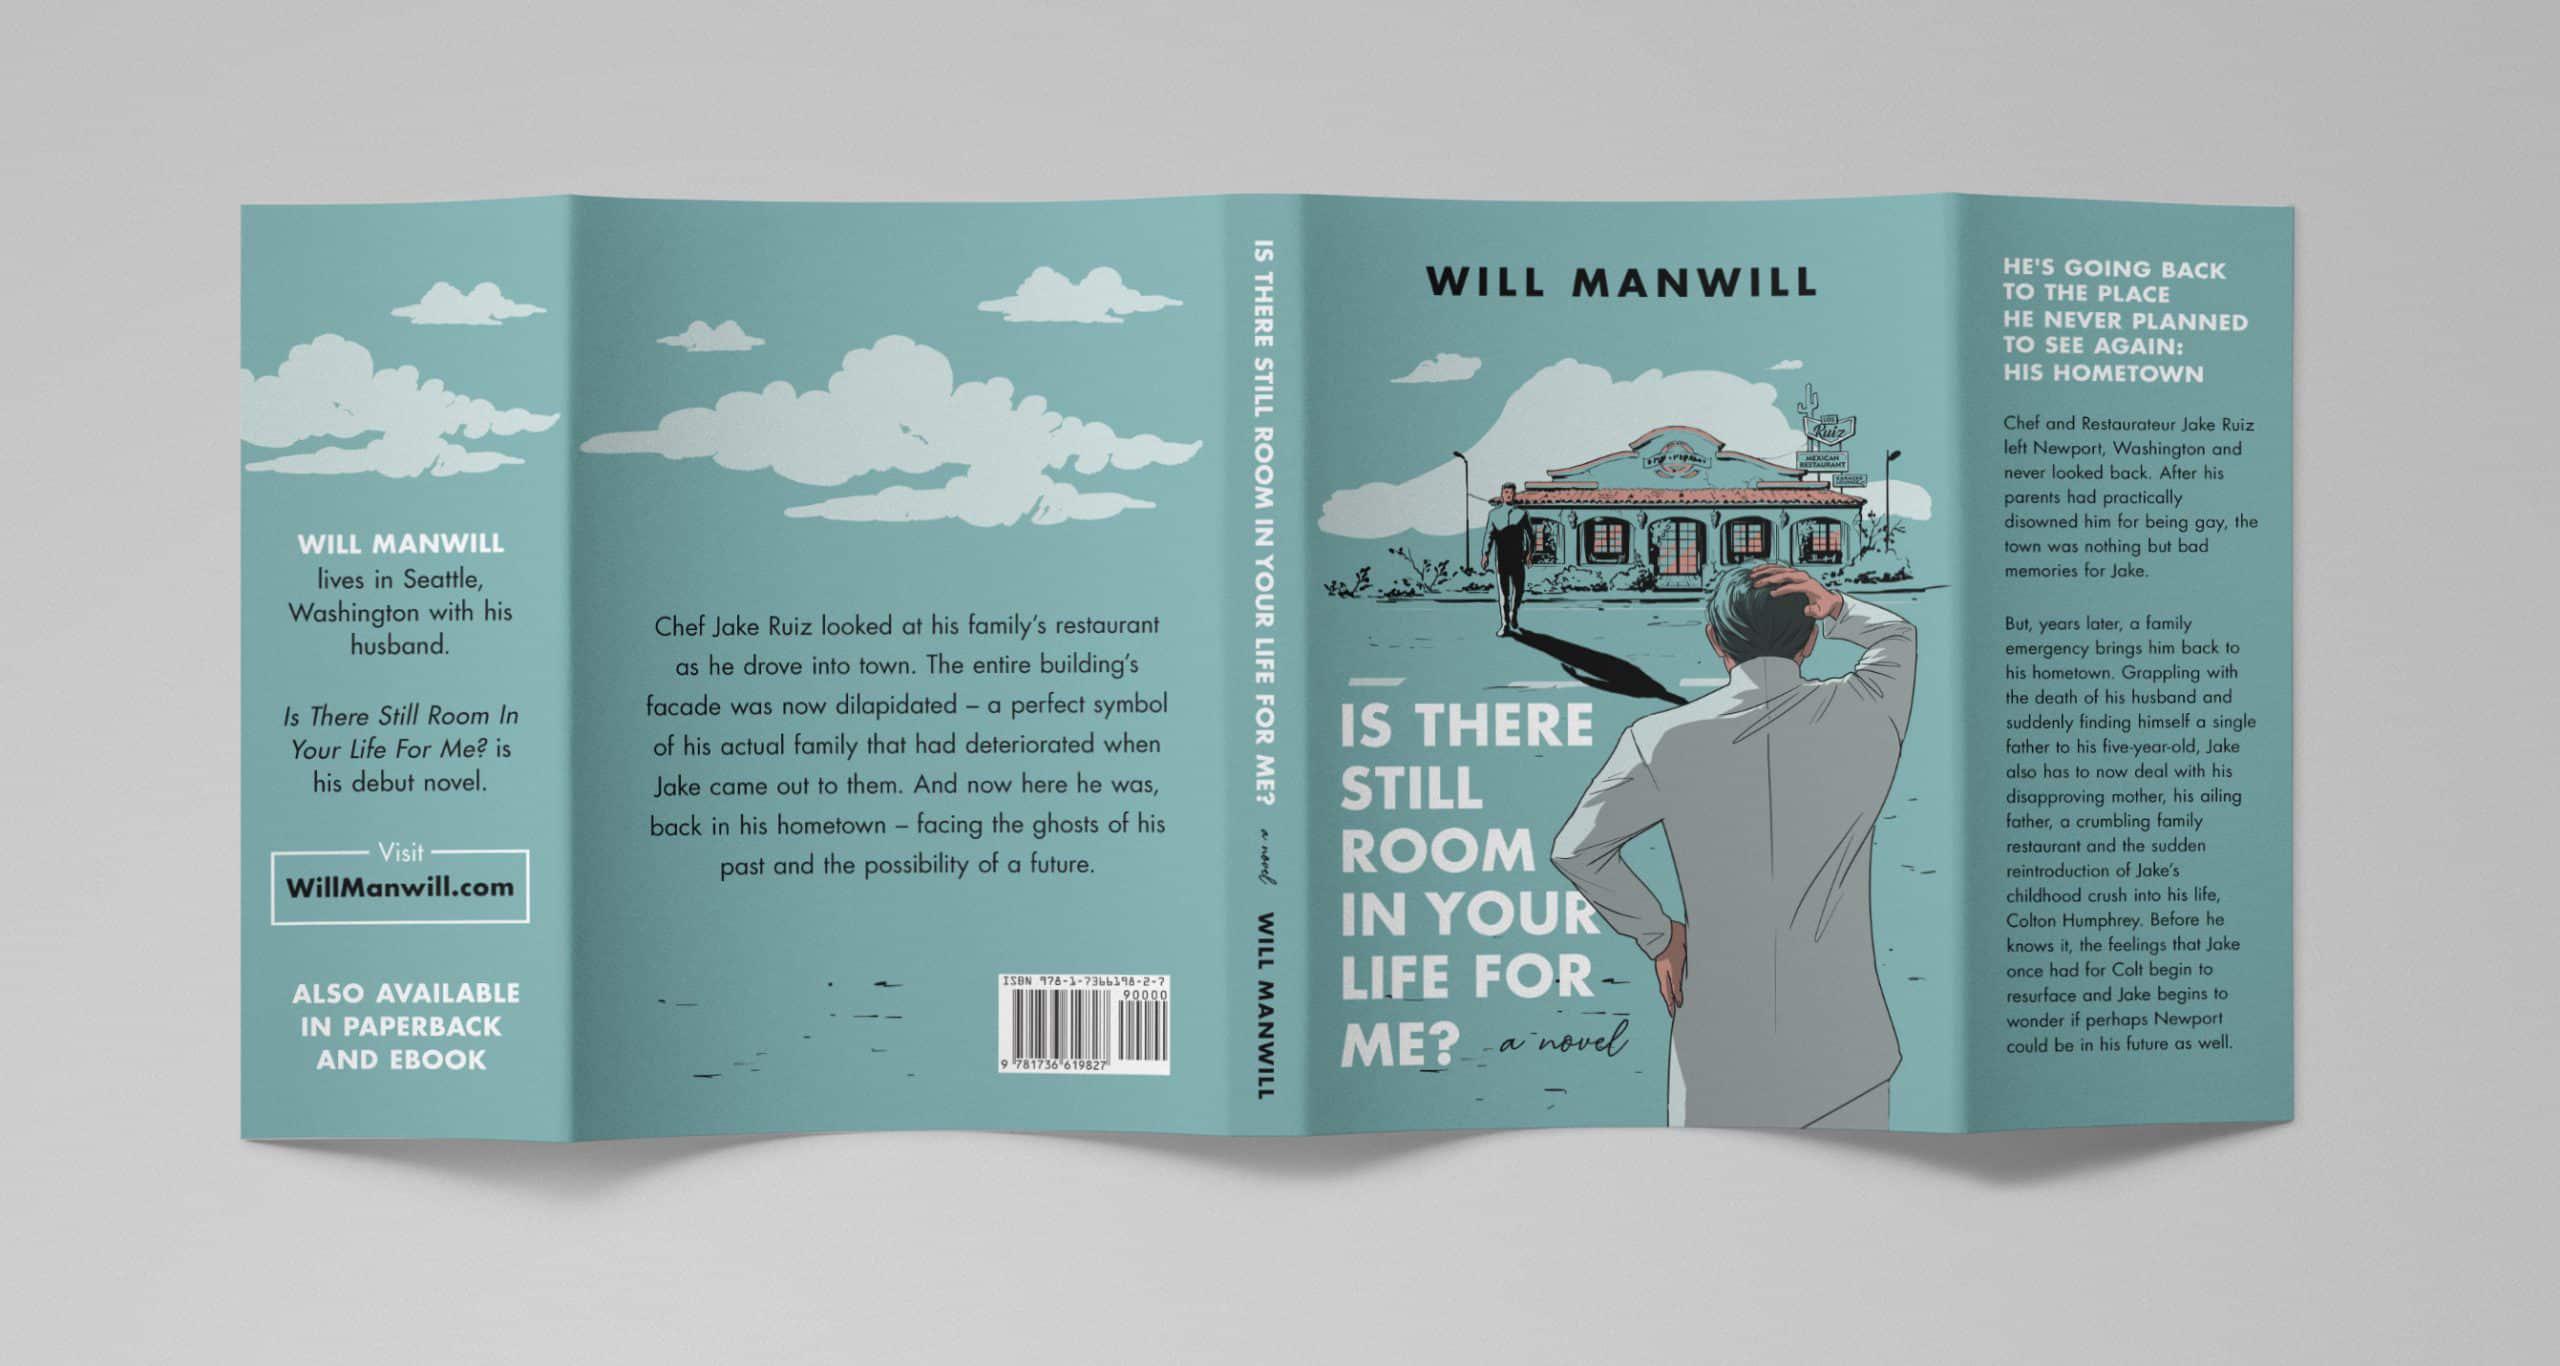 WILL MANWILL
lives in Seattle,
Washington with his
husband.
Is There Still Room In
Your Life For Me? is
his debut novel.
Visit
WillManwill.com
ALSO AVAILABLE
IN PAPERBACK
AND EBOOK
Chef Jake Ruiz looked at his family's restaurant
as he drove into town. The entire building's
facade was now dilapidated – a perfect symbol
of his actual family that had deteriorated when
Jake came out to them. And now here he was,
back in his hometown – facing the ghosts of his
past and the possibility of a future.
ISBN 978-1-7366198-2-7
90000
9 781736 619827
IS THERE STILL ROOM IN YOUR LIFE FOR ME? a novel WILL MANWILL
WILL MANWILL
LOS
Ruiz
MEXICAN
RESTAURANT
IS THERE
STILL
ROOM
IN YOUR
LIFE FOR
ME? a novel
HE'S GOING BACK
TO THE PLACE
HE NEVER PLANNED
TO SEE AGAIN:
HIS HOMETOWN
Chef and Restaurateur Jake Ruiz
left Newport, Washington and
never looked back. After his
parents had practically
disowned him for being gay, the
town was nothing but bad
memories for Jake.
But, years later, a family
emergency brings him back to
his hometown. Grappling with
the death of his husband and
suddenly finding himself a single
father to his five-year-old, Jake
also has to now deal with his
disapproving mother, his ailing
father, a crumbling family
restaurant and the sudden
reintroduction of Jake's
childhood crush into his life,
Colton Humphrey. Before he
knows it, the feelings that Jake
once had for Colt begin to
resurface and Jake begins to
wonder if perhaps Newport
could be in his future as well.